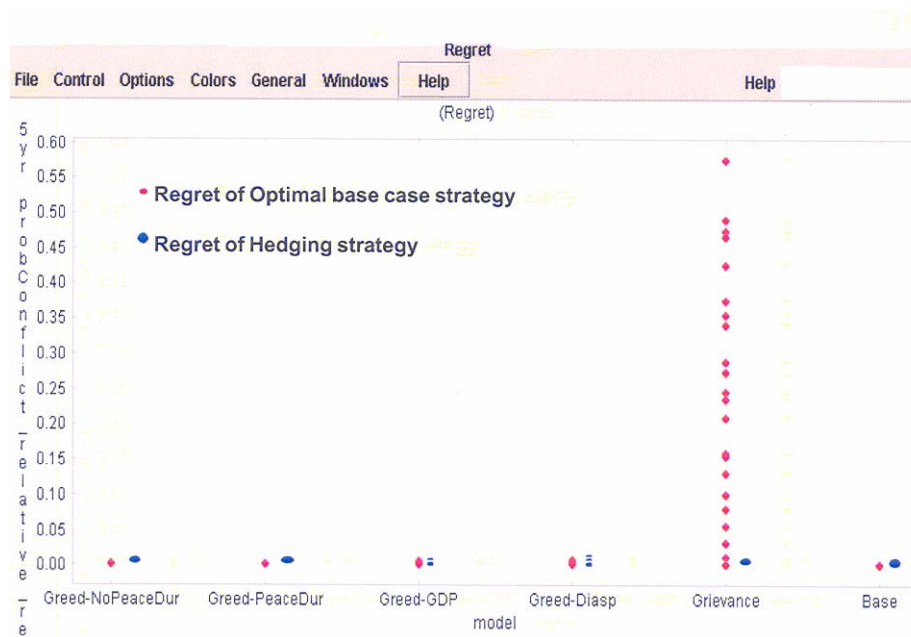 Regret
File Control Options Colors General Windows Help Help
(Regret)
5yr probConflict_relative_re
0.60
0.55
0.50
0.45
0.40
0.35
0.30
0.25
0.20
0.15
0.10
0.05
0.00
Regret of Optimal base case strategy
Regret of Hedging strategy
Greed-NoPeaceDur Greed-PeaceDur Greed-GDP Greed-Diasp Grievance Base
model